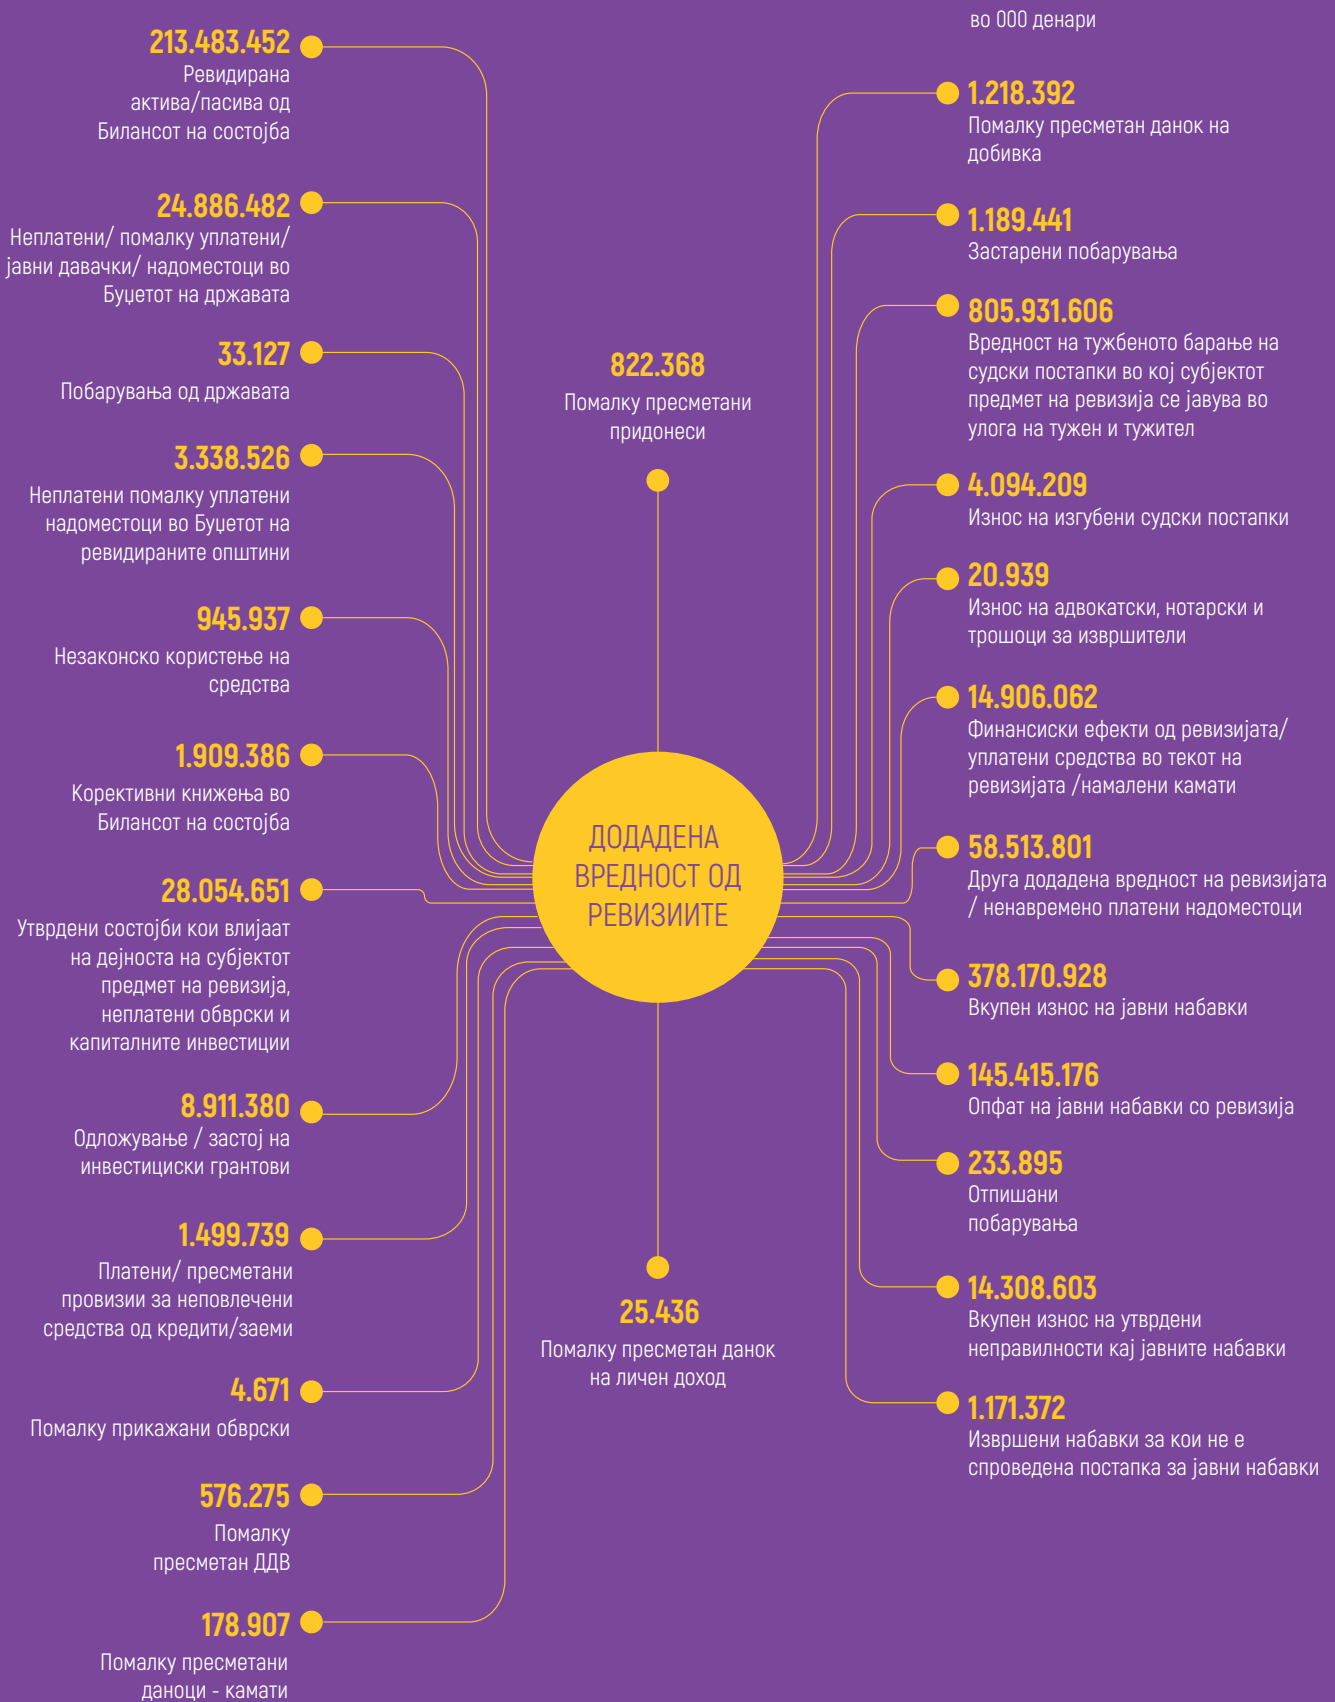 во 000 денари
213.483.452
Ревидирана
актива/пасива од
Билансот на состојба
24.886.482
Неплатени/ помалку уплатени/
јавни давачки/ надоместоци во
Буџетот на државата
33.127
Побарувања од државата
3.338.526
Неплатени помалку уплатени
надоместоци во Буџетот на
ревидираните општини
945.937
Незаконско користење на
средства
1.909.386
Корективни книжења во
Билансот на состојба
28.054.651
Утврдени состојби кои влијаат
на дејноста на субјектот
предмет на ревизија,
неплатени обврски и
капиталните инвестиции
8.911.380
Одложување / застој на
инвестициски грантови
1.499.739
Платени/ пресметани
провизии за неповлечени
средства од кредити/заеми
4.671
Помалку прикажани обврски
576.275
Помалку
пресметан ДДВ
178.907
Помалку пресметани
даноци - камати
822.368
Помалку пресметани
придонеси
ДОДАДЕНА
ВРЕДНОСТ ОД
РЕВИЗИИТЕ
25.436
Помалку пресметан данок
на личен доход
1.218.392
Помалку пресметан данок на
добивка
1.189.441
Застарени побарувања
805.931.606
Вредност на тужбеното барање на
судски постапки во кој субјектот
предмет на ревизија се јавува во
улога на тужен и тужител
4.094.209
Износ на изгубени судски постапки
20.939
Износ на адвокатски, нотарски и
трошоци за извршители
14.906.062
Финансиски ефекти од ревизијата/
уплатени средства во текот на
ревизијата /намалени камати
58.513.801
Друга додадена вредност на ревизијата
/ ненавремено платени надоместоци
378.170.928
Вкупен износ на јавни набавки
145.415.176
Опфат на јавни набавки со ревизија
233.895
Отпишани
побарувања
14.308.603
Вкупен износ на утврдени
неправилности кај јавните набавки
1.171.372
Извршени набавки за кои не е
спроведена постапка за јавни набавки